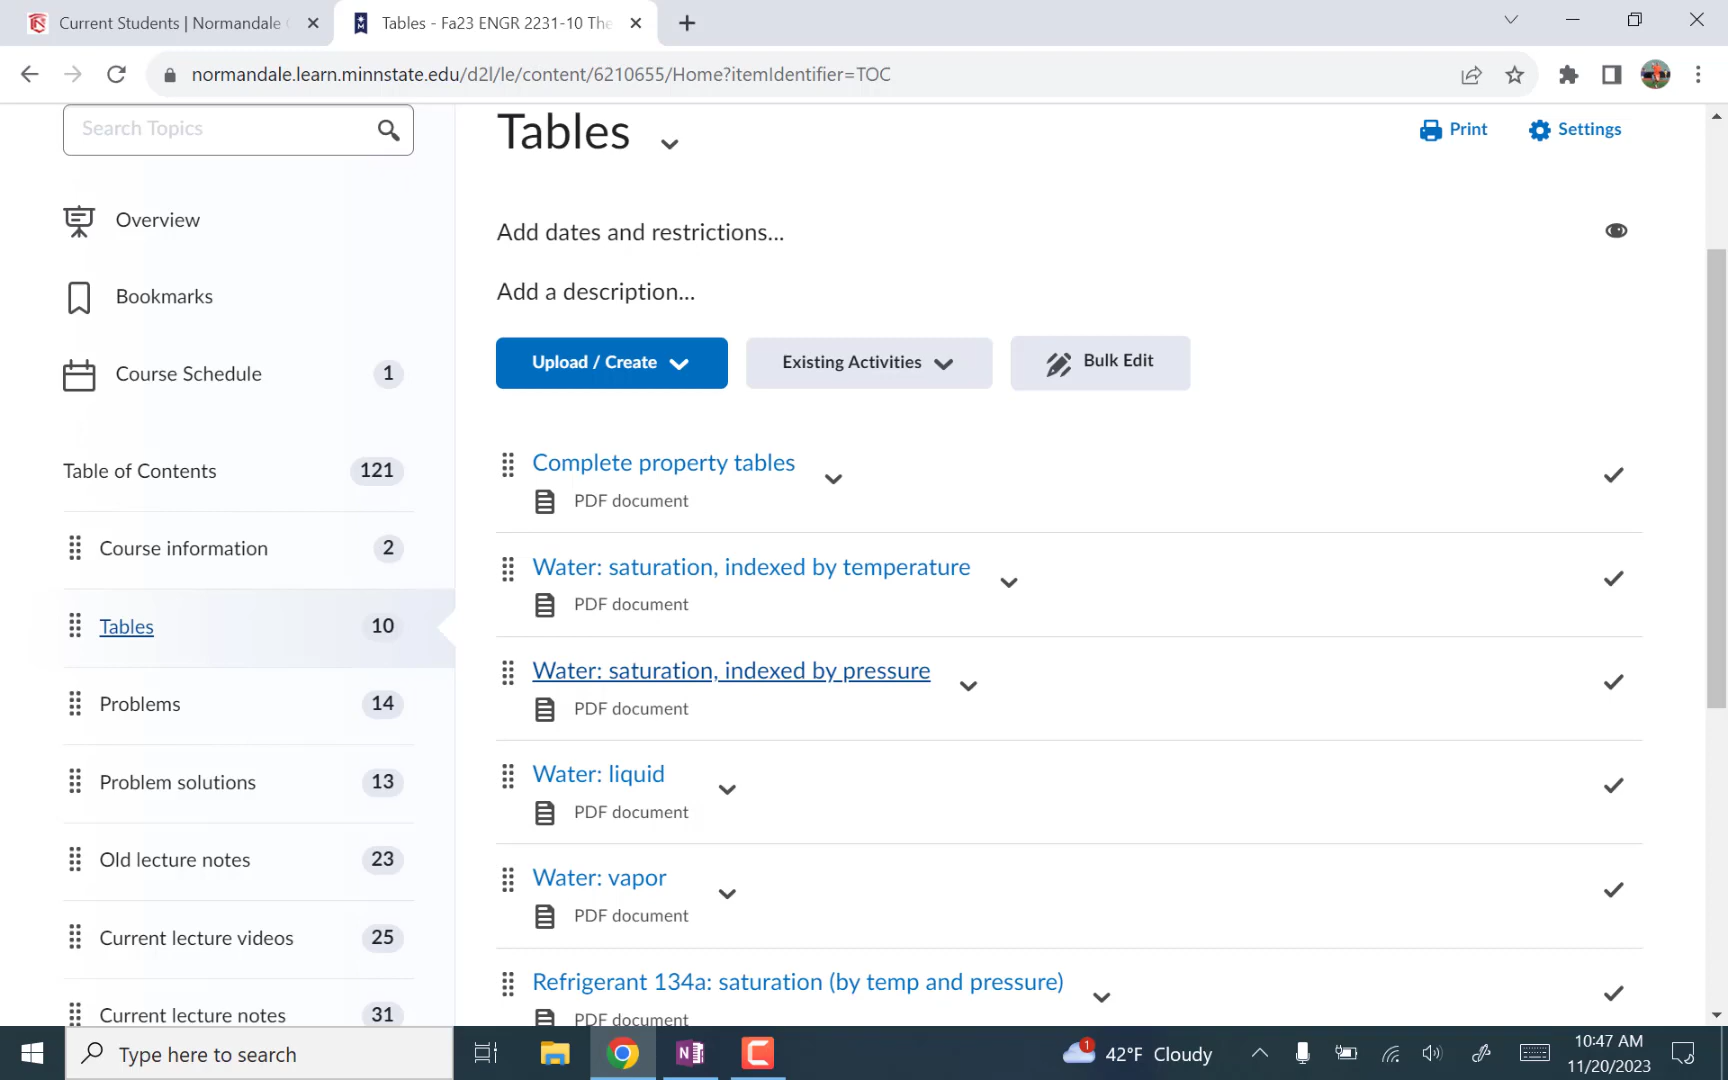 Current Students | Normandale
Tables - Fa23 ENGR 2231-10 The
normandale.learn.minnstate.edu/d2l/le/content/6210655/Home?itemIdentifier=TOC
Search Topics
Overview
Bookmarks
Course Schedule 1
Table of Contents 121
Course information 2
Tables 10
Problems 14
Problem solutions 13
Old lecture notes 23
Current lecture videos 25
Current lecture notes 31
Tables
Print
Settings
Add dates and restrictions...
Add a description...
Upload / Create
Existing Activities
Bulk Edit
Complete property tables
PDF document
Water: saturation, indexed by temperature
PDF document
Water: saturation, indexed by pressure
PDF document
Water: liquid
PDF document
Water: vapor
PDF document
Refrigerant 134a: saturation (by temp and pressure)
PDF document
Type here to search
N
1
42°F Cloudy
10:47 AM
11/20/2023